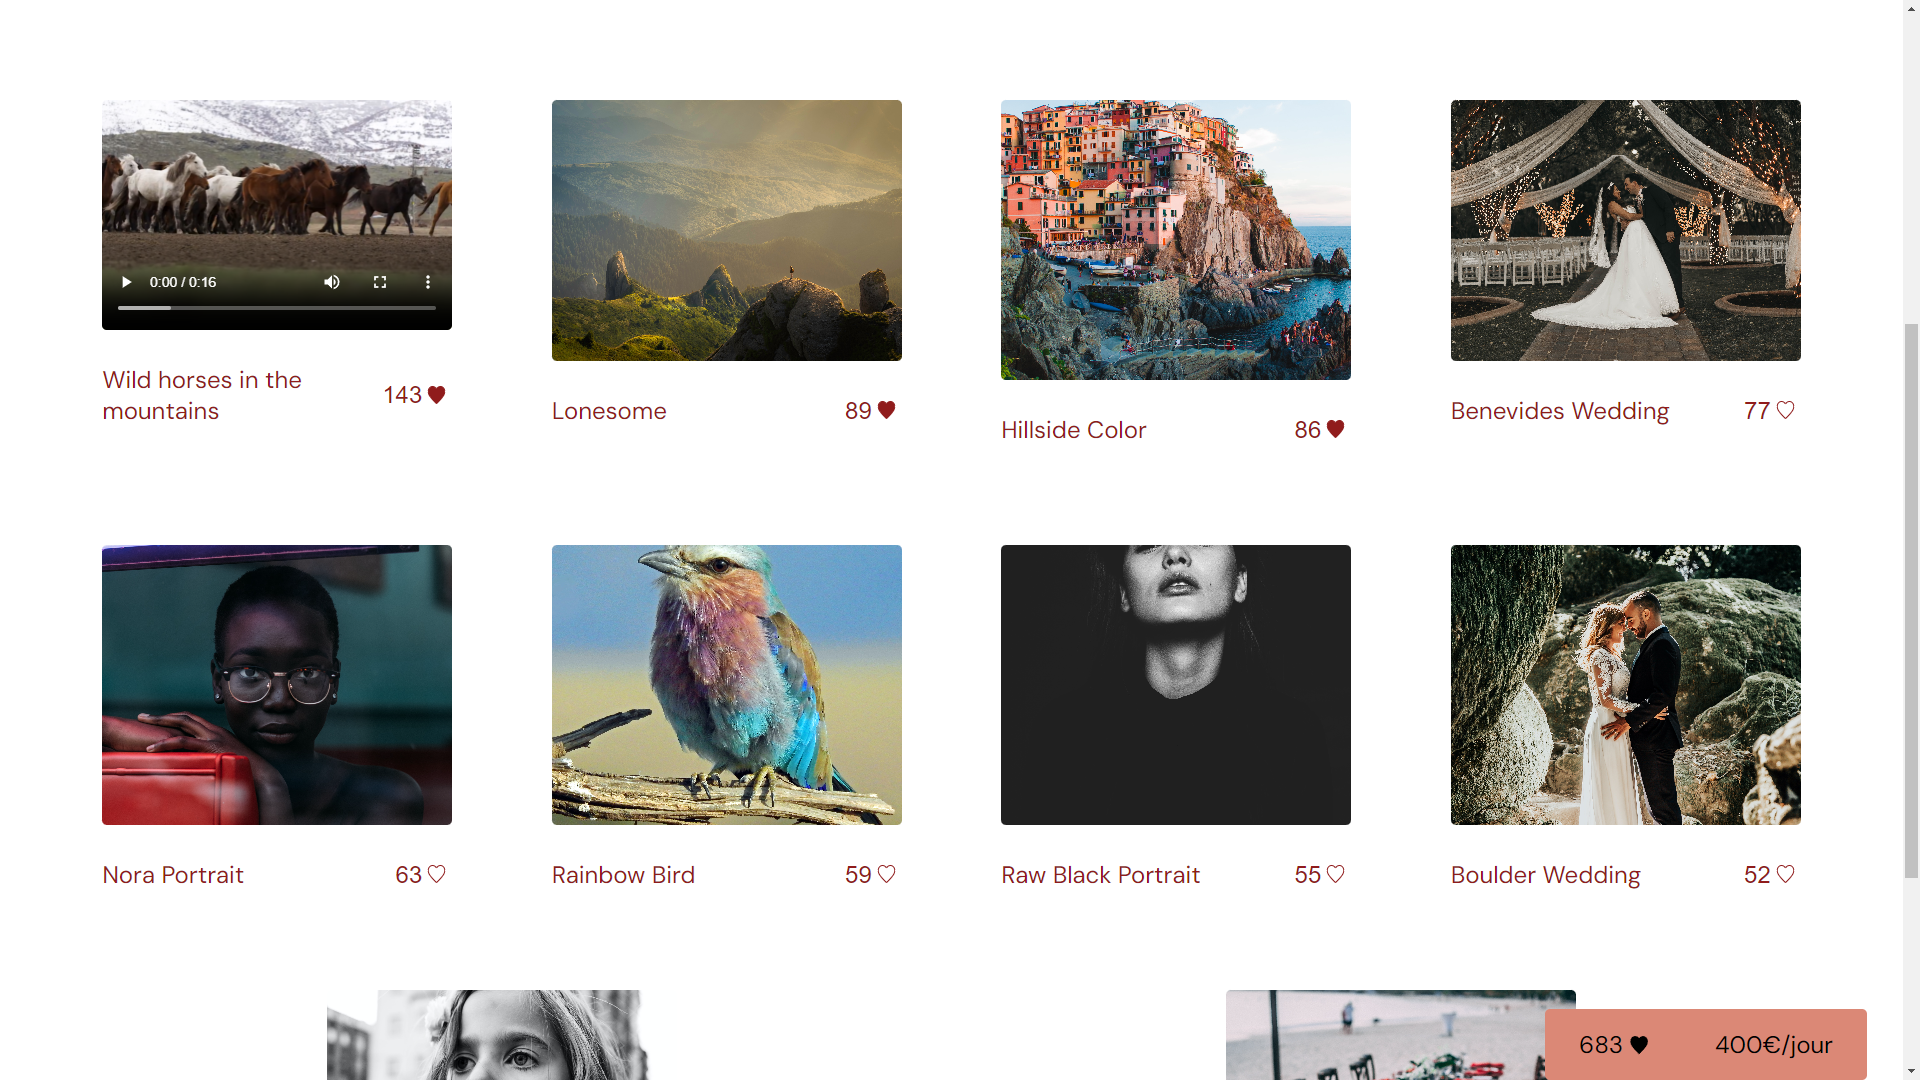 0:00 / 0:16
Wild horses in the
mountains
143
Lonesome
89
Hillside Color
86
Benevides Wedding
77
Nora Portrait
63
Rainbow Bird
59
Raw Black Portrait
55
Boulder Wedding
52
683
400€/jour